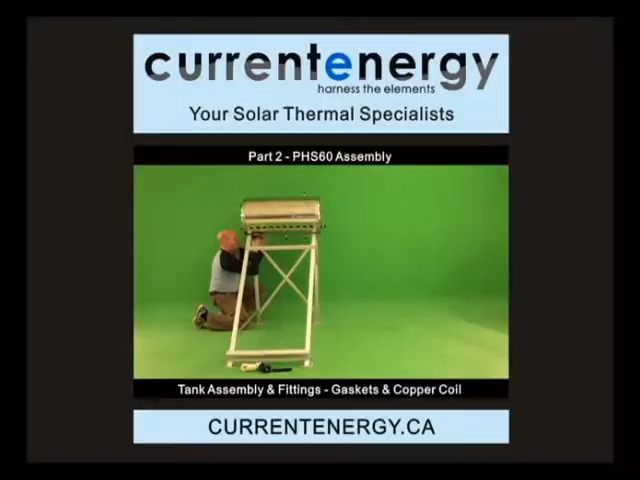 currentenergy
harness the elements
Your Solar Thermal Specialists
Part 2 - PHS60 Assembly
Tank Assembly & Fittings - Gaskets & Copper Coil
CURRENTENERGY.CA